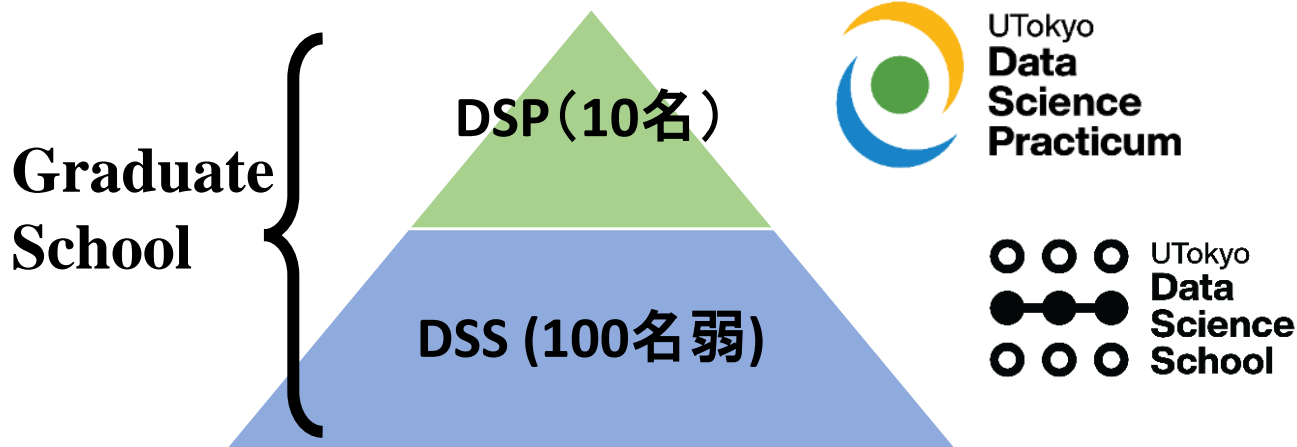 Graduate
School
DSP（10名）
DSS (100名弱)
UTokyo
Data
Science
Practicum
UTokyo
Data
Science
School